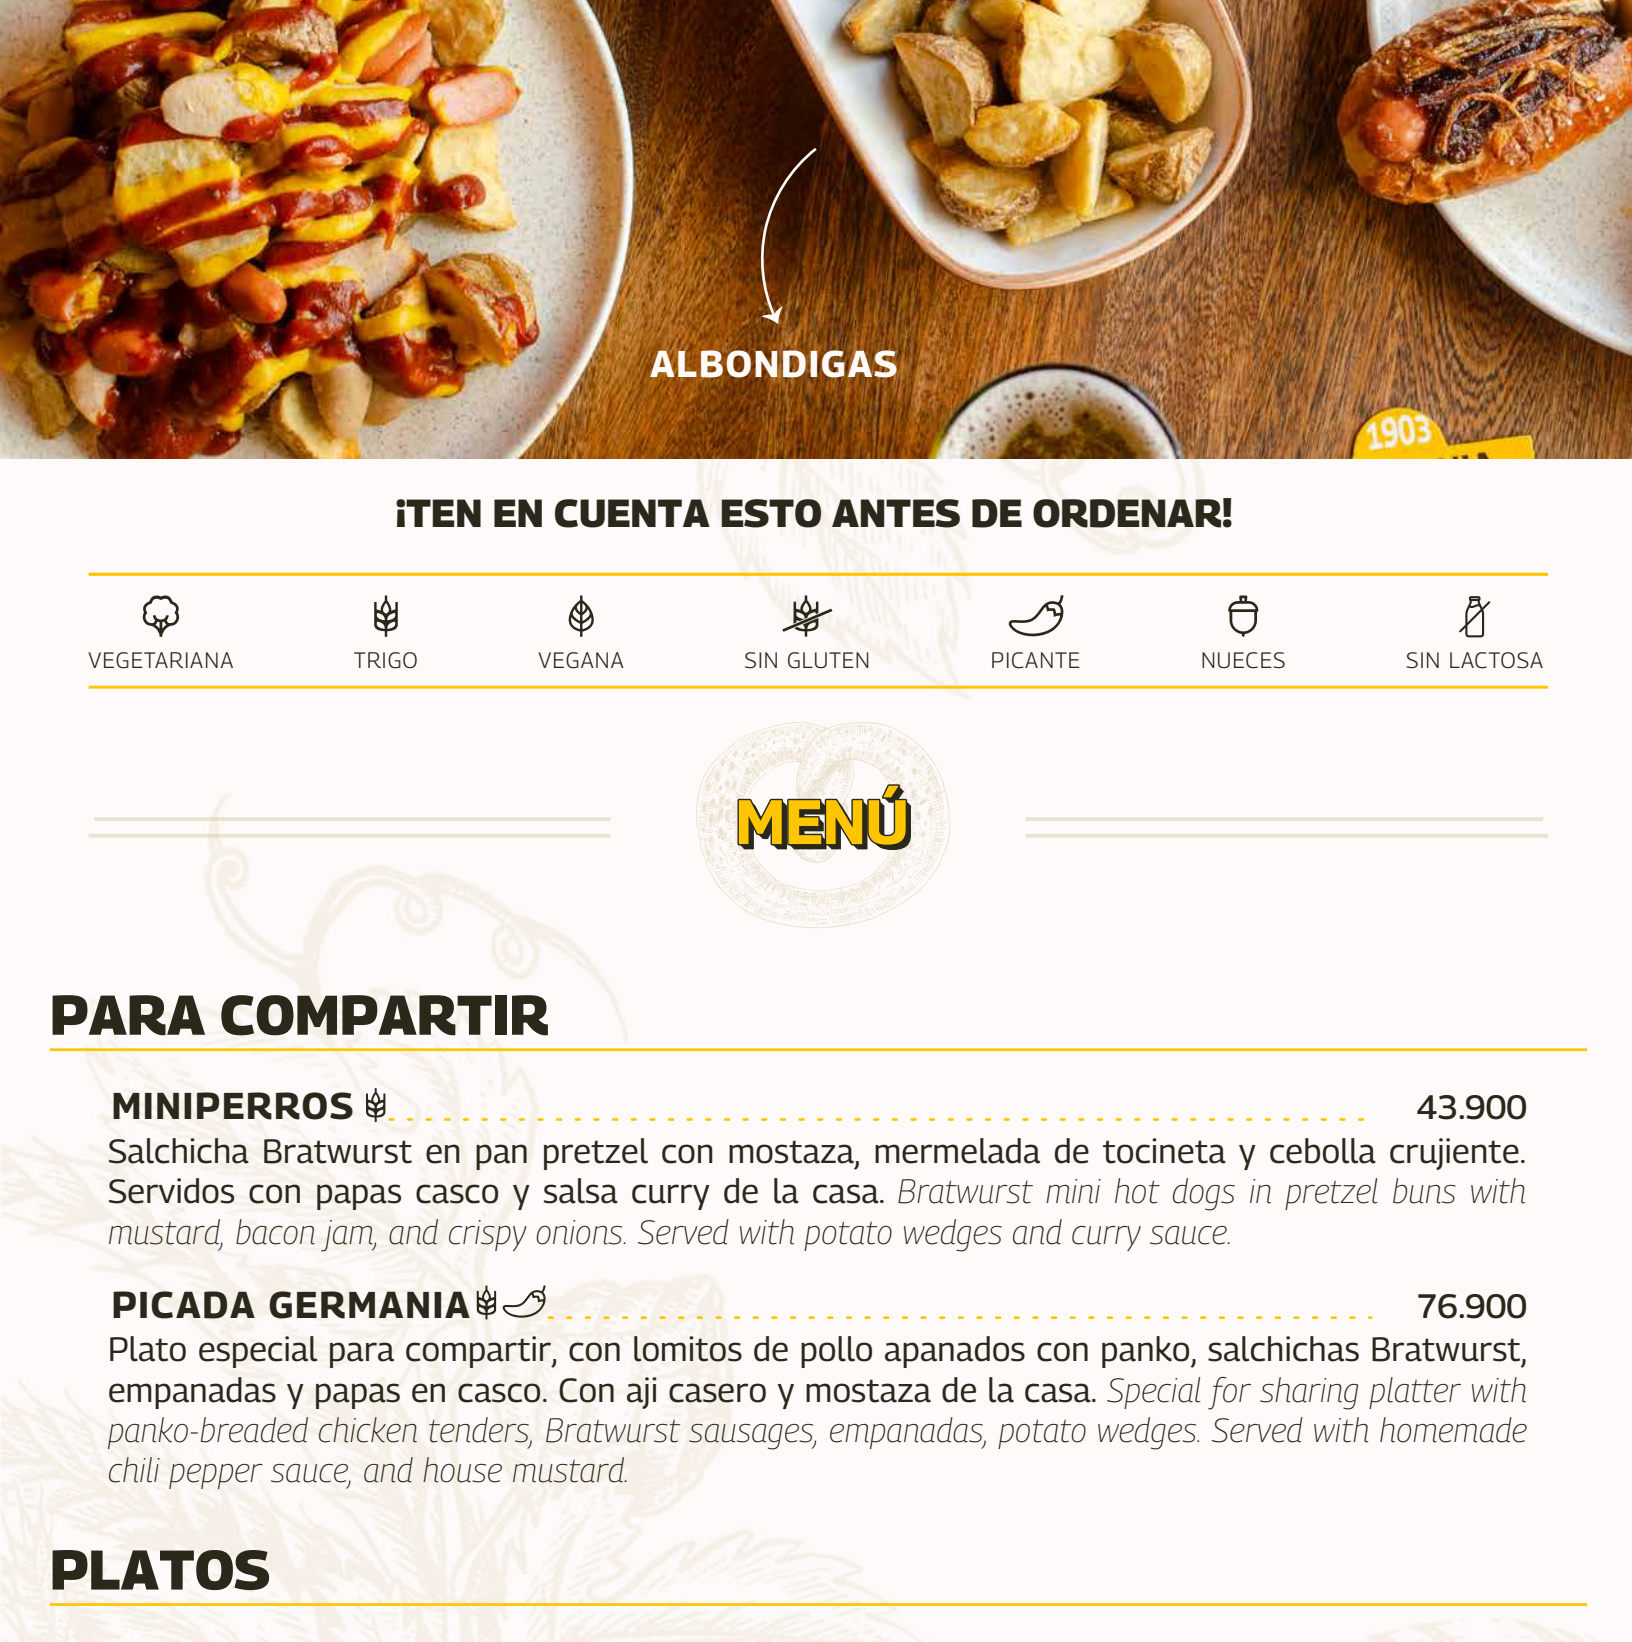 ALBONDIGAS
1903
¡TEN EN CUENTA ESTO ANTES DE ORDENAR!
VEGETARIANA TRIGO VEGANA SIN GLUTEN PICANTE NUECES SIN LACTOSA
MENÚ
PARA COMPARTIR
MINIPERROS 43.900
Salchicha Bratwurst en pan pretzel con mostaza, mermelada de tocineta y cebolla crujiente.
Servidos con papas casco y salsa curry de la casa. Bratwurst mini hot dogs in pretzel buns with
mustard, bacon jam, and crispy onions. Served with potato wedges and curry sauce.
PICADA GERMANIA 76.900
Plato especial para compartir, con lomitos de pollo apanados con panko, salchichas Bratwurst,
empanadas y papas en casco. Con aji casero y mostaza de la casa. Special for sharing platter with
panko-breaded chicken tenders, Bratwurst sausages, empanadas, potato wedges. Served with homemade
chili pepper sauce, and house mustard.
PLATOS